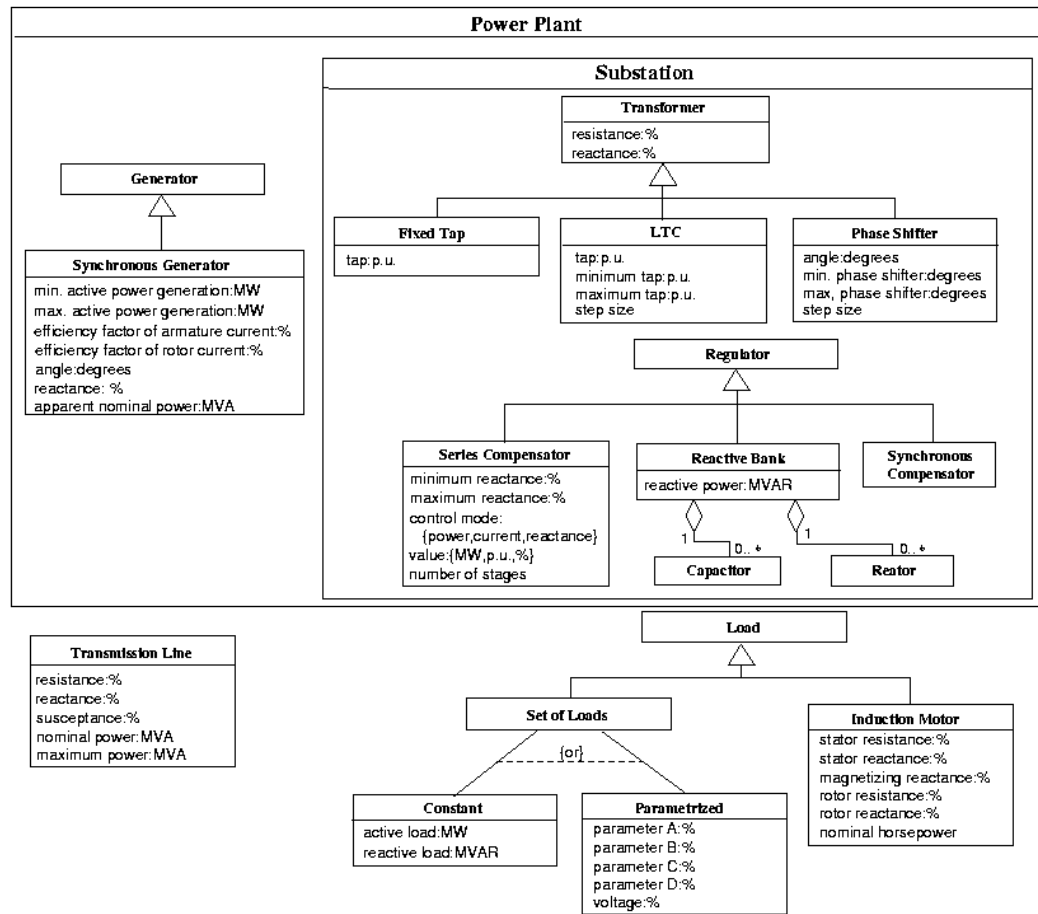 Power Plant
Substation
Transformer
resistance:%
reactance:%
Generator
Synchronous Generator
min. active power generation:MW
max. active power generation:MW
efficiency factor of armature current:%
efficiency factor of rotor current:%
angle:degrees
reactance: %
apparent nominal power:MVA
Fixed Tap
tap:p.u.
LTC
tap:p.u.
minimum tap:p.u.
maximum tap:p.u.
step size
Phase Shifter
angle:degrees
min. phase shifter:degrees
max, phase shifter:degrees
step size
Regulator
Series Compensator
minimum reactance:%
maximum reactance:%
control mode:
{power,current,reactance}
value:{MW,p.u.,%}
number of stages
Reactive Bank
reactive power:MVAR
Synchronous
Compensator
1
0.. *
1
0.. *
Capacitor
Reator
Transmission Line
resistance:%
reactance:%
susceptance:%
nominal power:MVA
maximum power:MVA
Load
Set of Loads
{or}
Constant
active load:MW
reactive load:MVAR
Parametrized
parameter A:%
parameter B:%
parameter C:%
parameter D:%
voltage:%
Induction Motor
stator resistance:%
stator reactance:%
magnetizing reactance:%
rotor resistance:%
rotor reactance:%
nominal horsepower